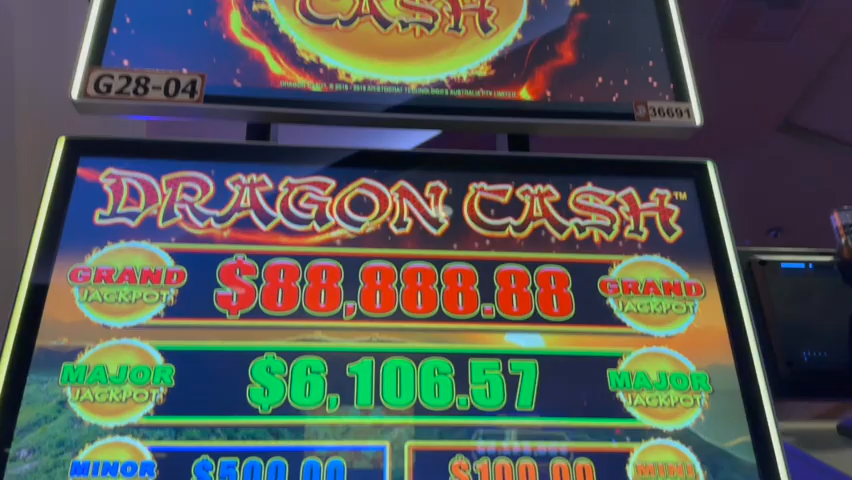 CASH
G28-04
36691
DRAGON CASH™
GRAND JACKPOT $88,888.88 GRAND JACKPOT
MAJOR JACKPOT $6,106.57 MAJOR JACKPOT
MINOR $500.00 $100.00 MINI